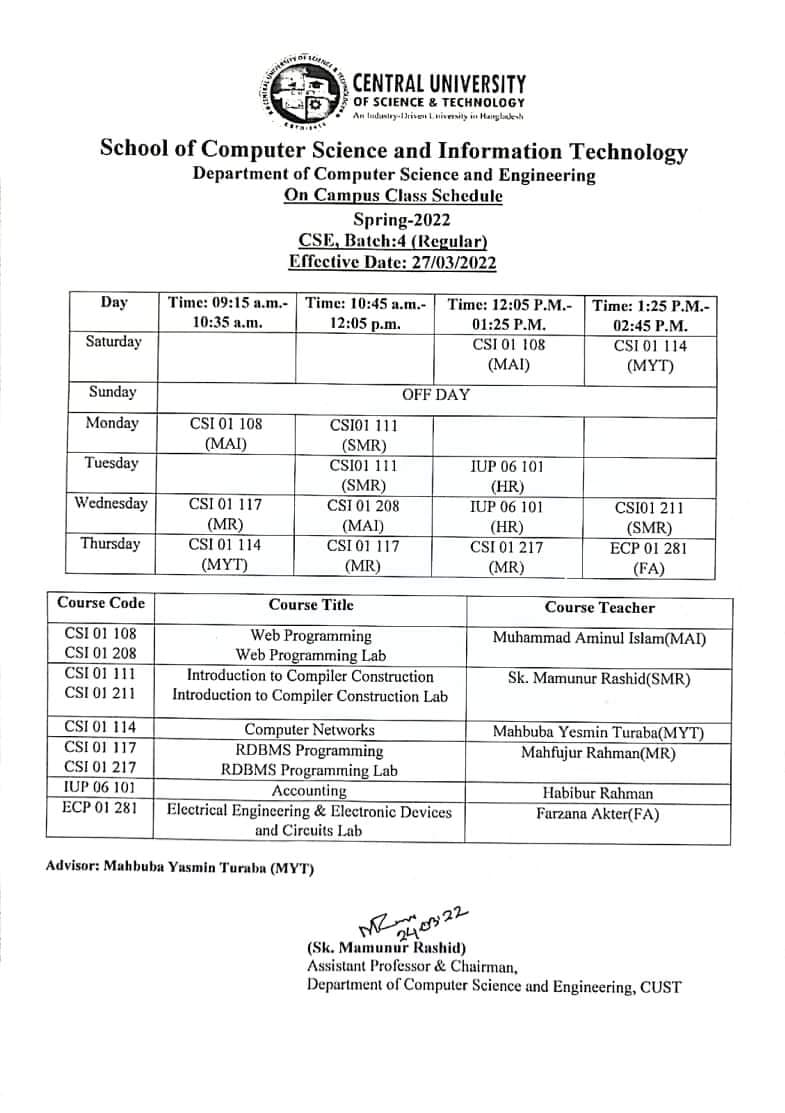 CENTRAL UNIVERSITY
OF SCIENCE & TECHNOLOGY
An Industry-Driven University in Bangladesh
School of Computer Science and Information Technology
Department of Computer Science and Engineering
On Campus Class Schedule
Spring-2022
CSE, Batch:4 (Regular)
Effective Date: 27/03/2022
Day Time: 09:15 a.m.- Time: 10:45 a.m.- Time: 12:05 P.M.- Time: 1:25 P.M.-
10:35 a.m. 12:05 p.m. 01:25 P.M. 02:45 P.M.
Saturday CSI 01 108 CSI 01 114
(MAI) (MYT)
Sunday OFF DAY
Monday CSI 01 108 CSI01 111
(MAI) (SMR)
Tuesday CSI01 111 IUP 06 101
(SMR) (HR)
Wednesday CSI 01 117 CSI 01 208 IUP 06 101 CSI01 211
(MR) (MAI) (HR) (SMR)
Thursday CSI 01 114 CSI 01 117 CSI 01 217 ECP 01 281
(MYT) (MR) (MR) (FA)
Course Code Course Title Course Teacher
CSI 01 108 Web Programming Muhammad Aminul Islam(MAI)
CSI 01 208 Web Programming Lab
CSI 01 111 Introduction to Compiler Construction Sk. Mamunur Rashid(SMR)
CSI 01 211 Introduction to Compiler Construction Lab
CSI 01 114 Computer Networks Mahbuba Yesmin Turaba(MYT)
CSI 01 117 RDBMS Programming Mahfujur Rahman(MR)
CSI 01 217 RDBMS Programming Lab
IUP 06 101 Accounting Habibur Rahman
ECP 01 281 Electrical Engineering & Electronic Devices Farzana Akter(FA)
and Circuits Lab
Advisor: Mahbuba Yasmin Turaba (MYT)
24/03/22
(Sk. Mamunur Rashid)
Assistant Professor & Chairman,
Department of Computer Science and Engineering, CUST